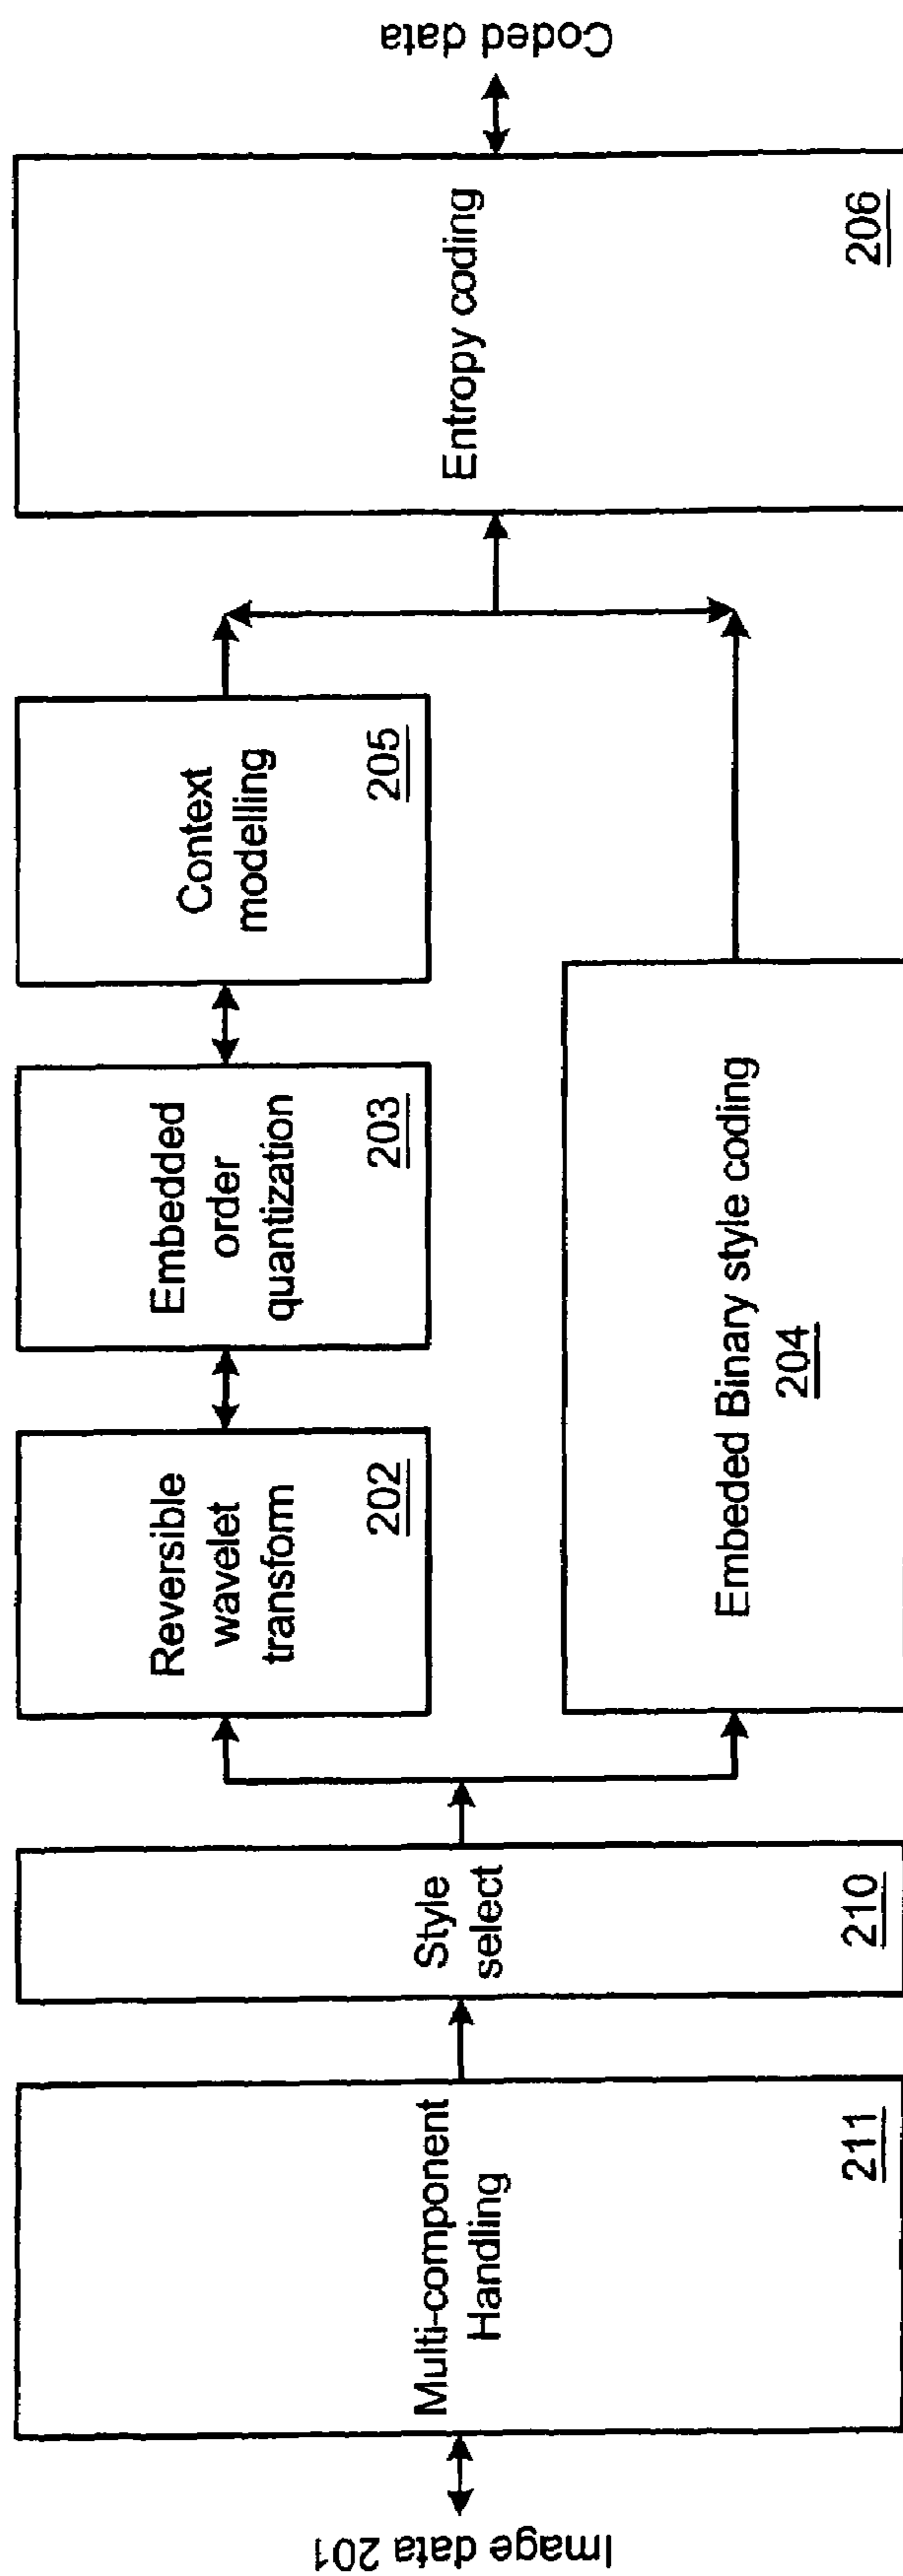 Image data 201
Multi-component
Handling
211
Style
select
210
Reversible
wavelet
transform
202
Embedded
order
quantization
203
Context
modelling
205
Embeded Binary style coding
204
Entropy coding
206
Coded data